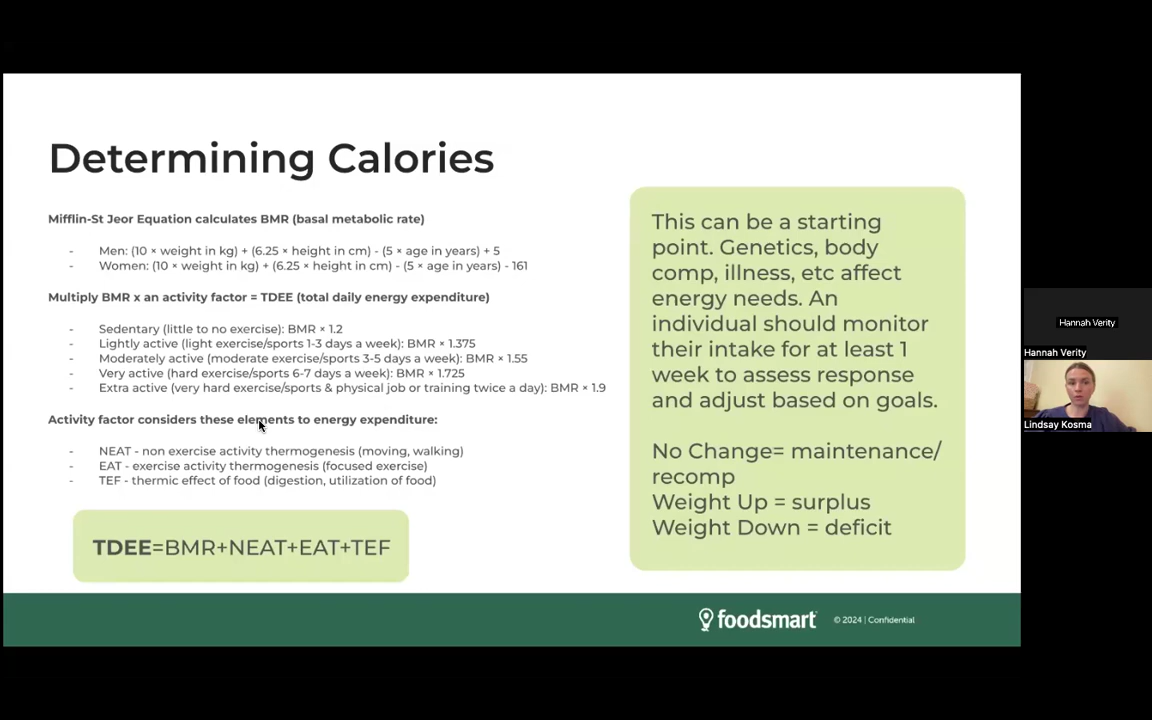 Determining Calories
Mifflin-St Jeor Equation calculates BMR (basal metabolic rate)
- Men: (10 × weight in kg) + (6.25 × height in cm) - (5 × age in years) + 5
- Women: (10 × weight in kg) + (6.25 × height in cm) - (5 × age in years) - 161
Multiply BMR x an activity factor = TDEE (total daily energy expenditure)
- Sedentary (little to no exercise): BMR × 1.2
- Lightly active (light exercise/sports 1-3 days a week): BMR × 1.375
- Moderately active (moderate exercise/sports 3-5 days a week): BMR × 1.55
- Very active (hard exercise/sports 6-7 days a week): BMR × 1.725
- Extra active (very hard exercise/sports & physical job or training twice a day): BMR × 1.9
Activity factor considers these elements to energy expenditure:
- NEAT - non exercise activity thermogenesis (moving, walking)
- EAT - exercise activity thermogenesis (focused exercise)
- TEF - thermic effect of food (digestion, utilization of food)
TDEE=BMR+NEAT+EAT+TEF
This can be a starting
point. Genetics, body
comp, illness, etc affect
energy needs. An
individual should monitor
their intake for at least 1
week to assess response
and adjust based on goals.
No Change= maintenance/
recomp
Weight Up = surplus
Weight Down = deficit
foodsmart
© 2024 | Confidential
Hannah Verity
Hannah Verity
Lindsay Kosma